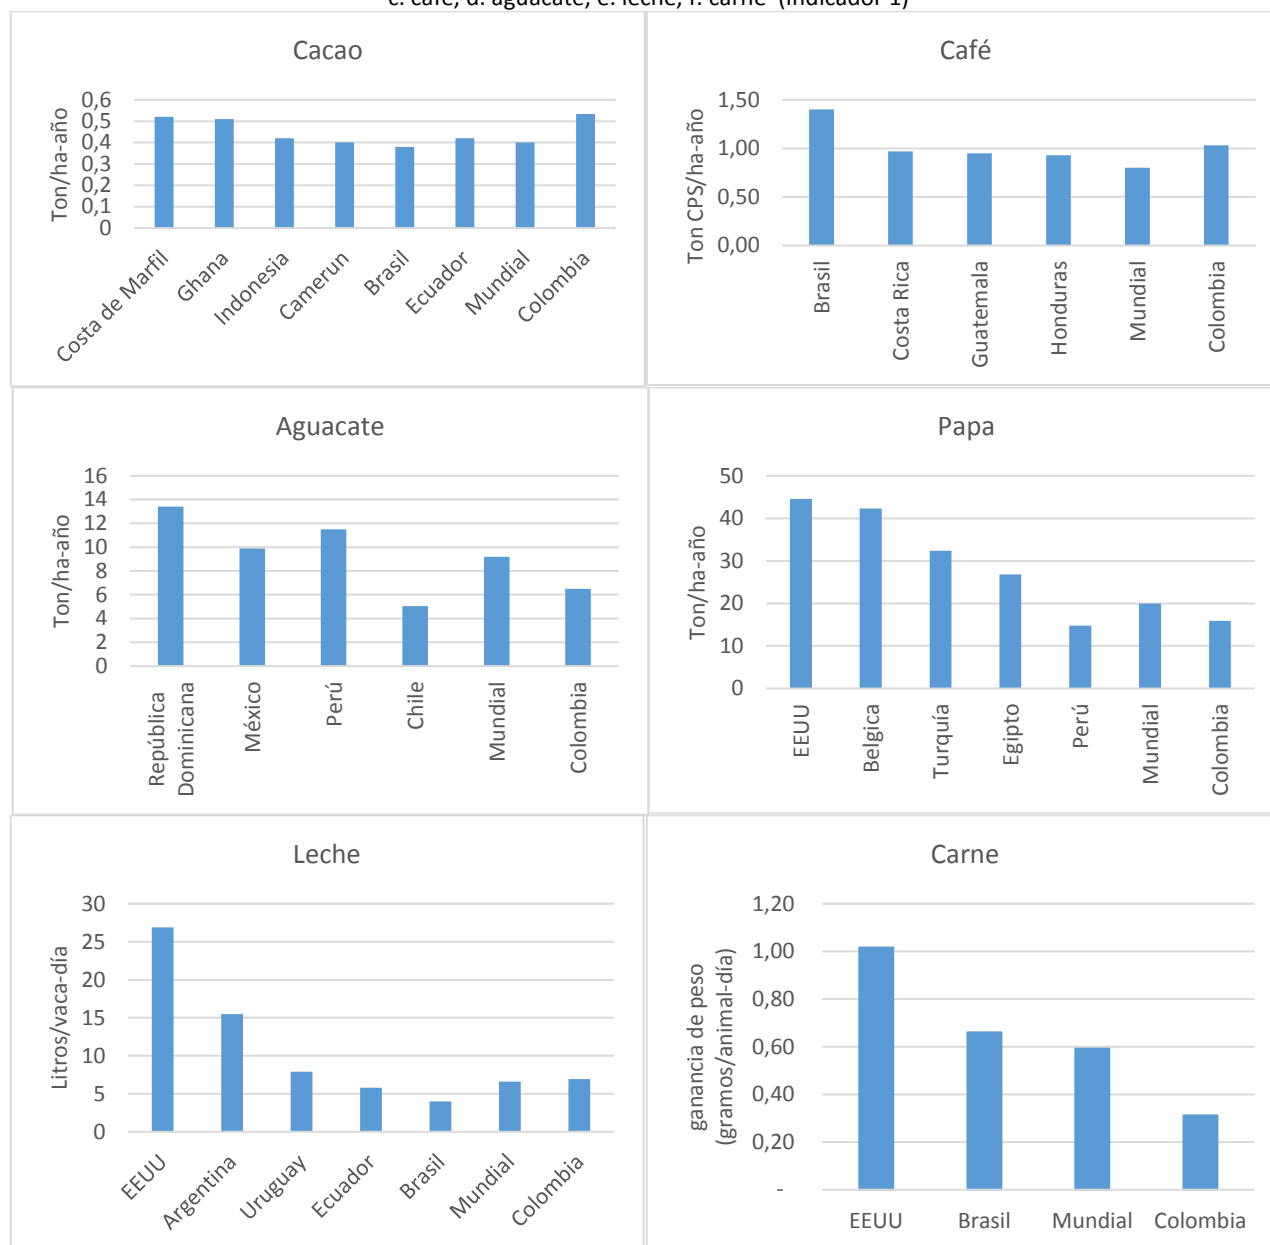 c. café; d. aguacate; e. leche; f. carne (Indicador 1)
Cacao
Ton/ha-año
0,6
0,5
0,4
0,3
0,2
0,1
0
Costa de Marfil
Ghana
Indonesia
Camerun
Brasil
Ecuador
Mundial
Colombia
Café
Ton CPS/ha-año
1,50
1,00
0,50
0,00
Brasil
Costa Rica
Guatemala
Honduras
Mundial
Colombia
Aguacate
Ton/ha-año
16
14
12
10
8
6
4
2
0
República
Dominicana
México
Perú
Chile
Mundial
Colombia
Papa
Ton/ha-año
50
40
30
20
10
0
EEUU
Belgica
Turquía
Egipto
Perú
Mundial
Colombia
Leche
Litros/vaca-día
30
25
20
15
10
5
0
EEUU
Argentina
Uruguay
Ecuador
Brasil
Mundial
Colombia
Carne
ganancia de peso
(gramos/animal-día)
1,20
1,00
0,80
0,60
0,40
0,20
-
EEUU
Brasil
Mundial
Colombia